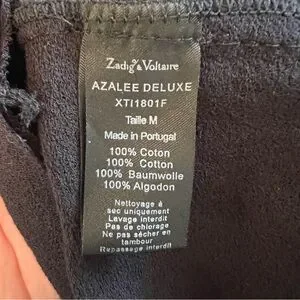 Zadig & Voltaire
AZALEE DELUXE
XTI1801F
Taille M
Made in Portugal
100% Coton
100% Cotton
100% Baumwolle
100% Algodon
Nettoyage à
sec uniquement
Lavage interdit
Pas de chlorage
Ne pas sécher en
tambour
Repassage interdit